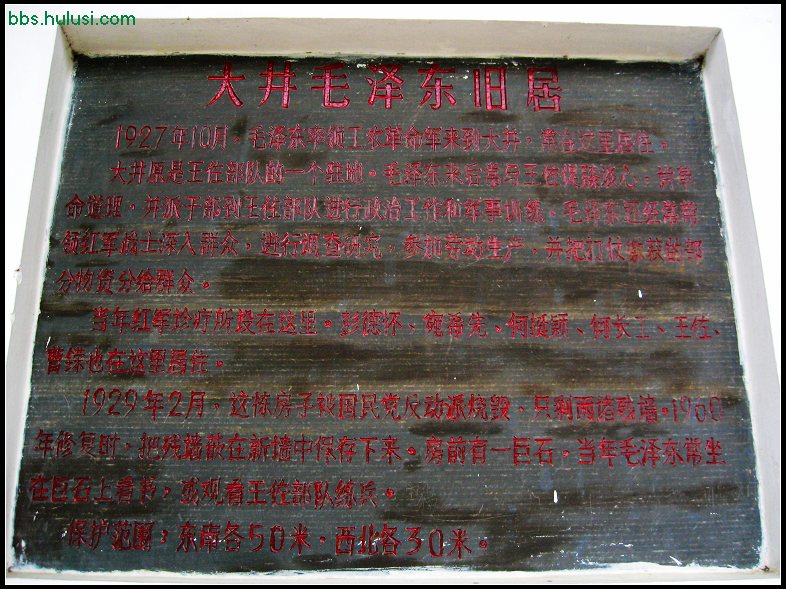 bbs.hulusi.com
大井毛泽东旧居
1927年10月，毛泽东率领工农革命军来到大井，常在这里居住。
大井原是王佐部队的一个驻地。毛泽东来后常与王佐促膝谈心，讲革
命道理，并派干部到王佐部队进行政治工作和军事训练。毛泽东还经常带
领红军战士深入群众，进行调查研究，参加劳动生产，并把打仗缴获的部
分物资分给群众。
当年红军诊疗所设在这里。彭德怀、滕代远、何挺颖、何长工、王佐、
曹嵘也在这里居住。
1929年2月，这栋房子被国民党反动派烧毁，只剩两诸残墙。1960
年修复时，把残墙嵌在新墙中保存下来。房前有一巨石，当年毛泽东常坐
在巨石上看书，或观看王佐部队练兵。
保护范围：东南各50米，西北各30米。